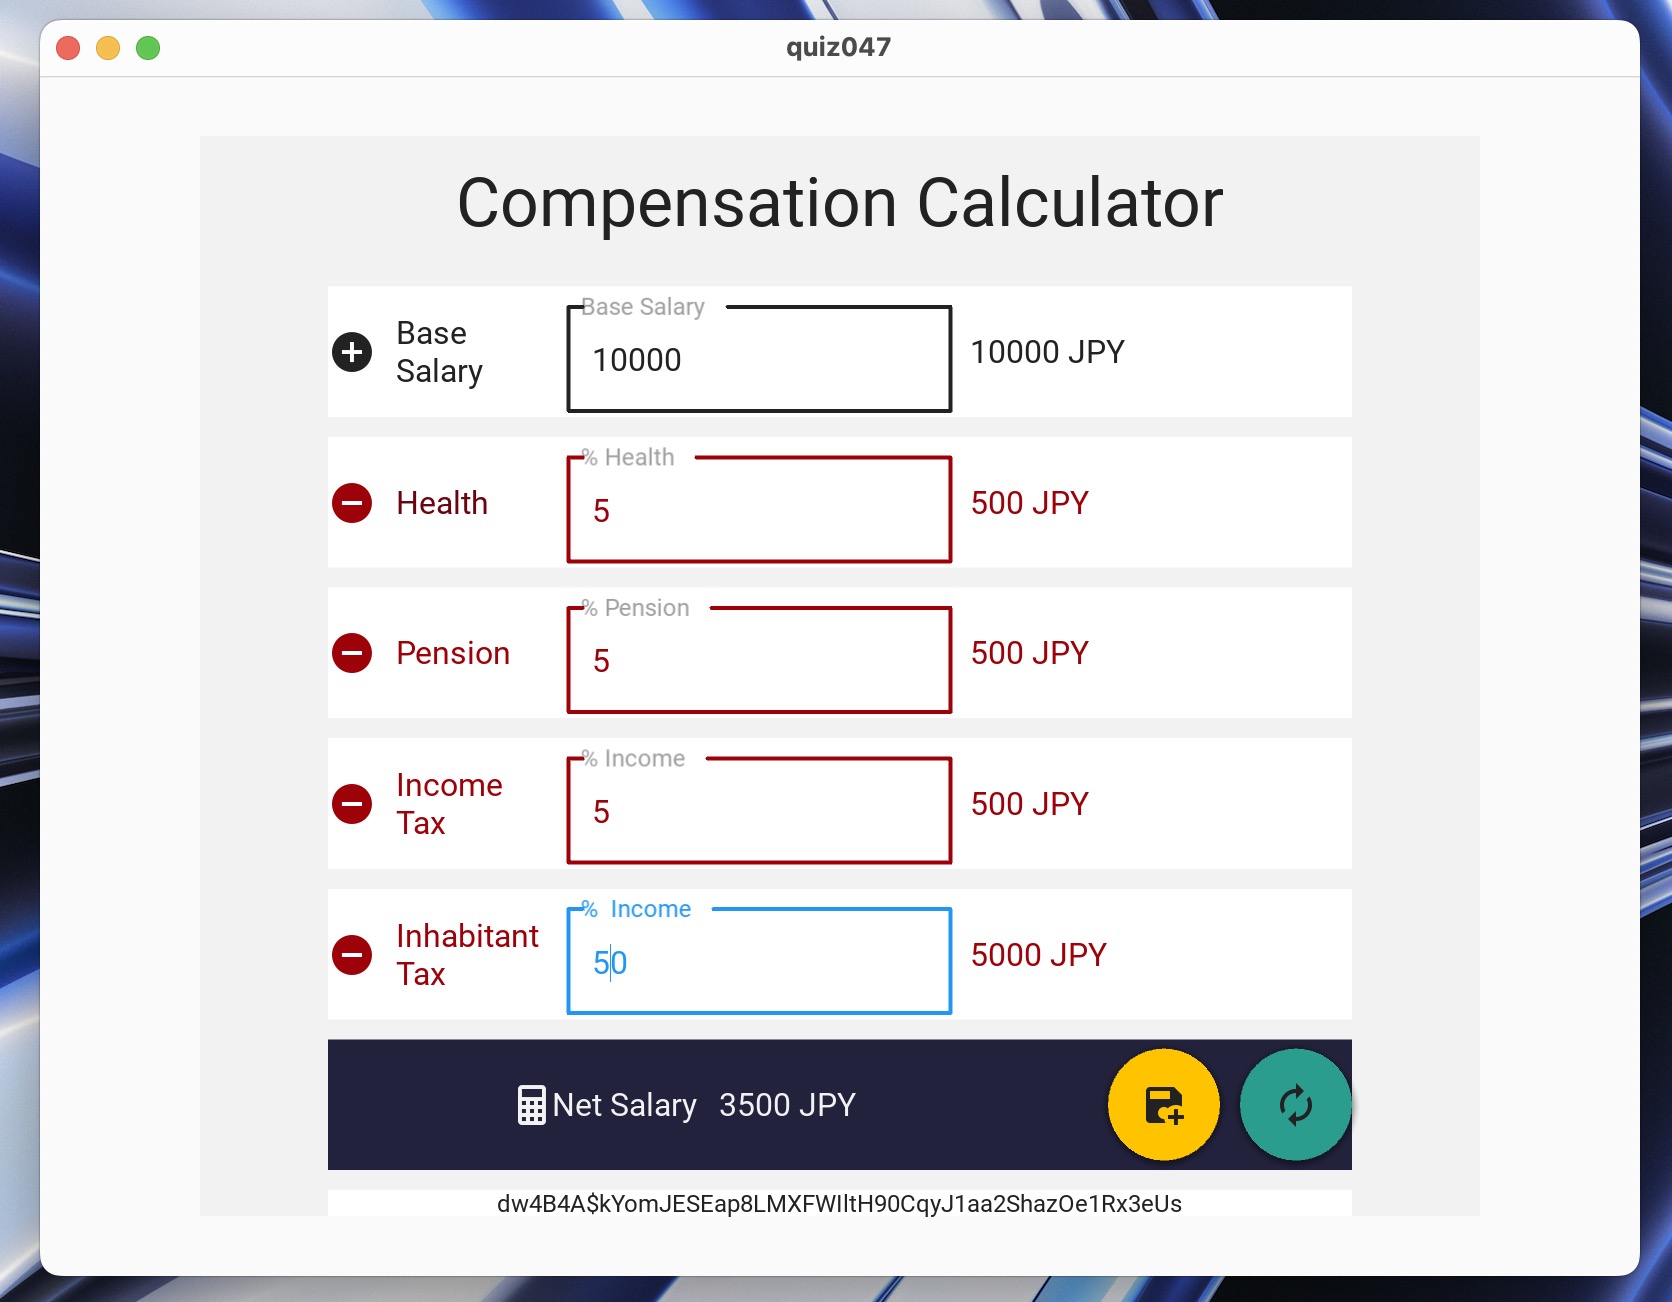 quiz047
Compensation Calculator
Base Salary
Base
Salary
10000
10000 JPY
% Health
Health
5
500 JPY
% Pension
Pension
5
500 JPY
% Income
Income
Tax
5
500 JPY
% Income
Inhabitant
Tax
50
5000 JPY
Net Salary 3500 JPY
dw4B4A$kYomJESEap8LMXFWIltH90CqyJ1aa2ShazOe1Rx3eUs